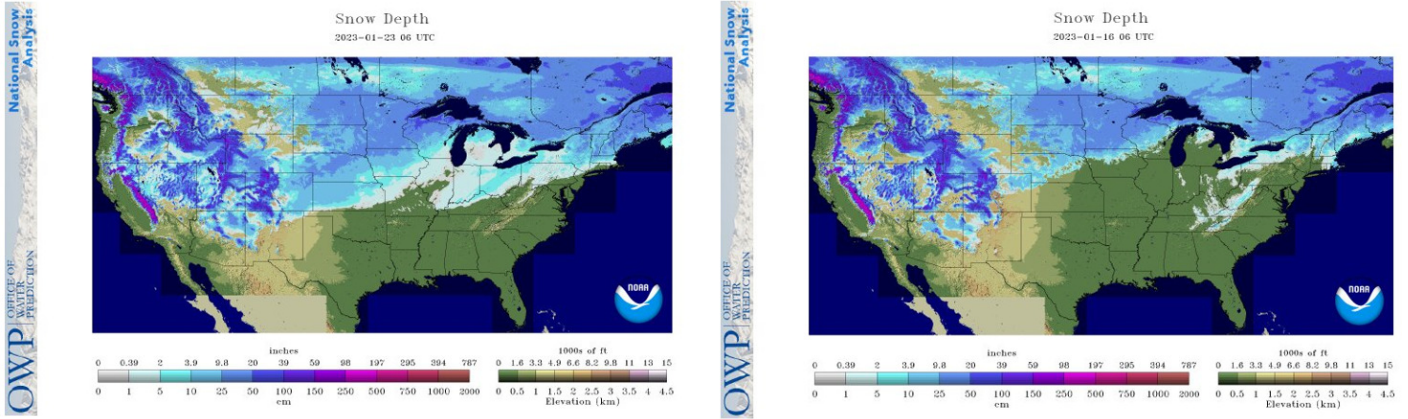 National Snow
Analysis
OWP
OFFICE OF
WATER
PREDICTION
Snow Depth
2023-01-23 06 UTC
NOAA
inches
0 0.39 2 3.9 9.8 20 39 59 98 197 295 394 787
0 1 5 10 25 50 100 150 250 500 750 1000 2000
cm
1000s of ft
0 1.6 3.3 4.9 6.6 8.2 9.8 11 13 15
0 0.5 1 1.5 2 2.5 3 3.5 4 4.5
Elevation (km)
National Snow
Analysis
OWP
OFFICE OF
WATER
PREDICTION
Snow Depth
2023-01-16 06 UTC
NOAA
inches
0 0.39 2 3.9 9.8 20 39 59 98 197 295 394 787
0 1 5 10 25 50 100 150 250 500 750 1000 2000
cm
1000s of ft
0 1.6 3.3 4.9 6.6 8.2 9.8 11 13 15
0 0.5 1 1.5 2 2.5 3 3.5 4 4.5
Elevation (km)